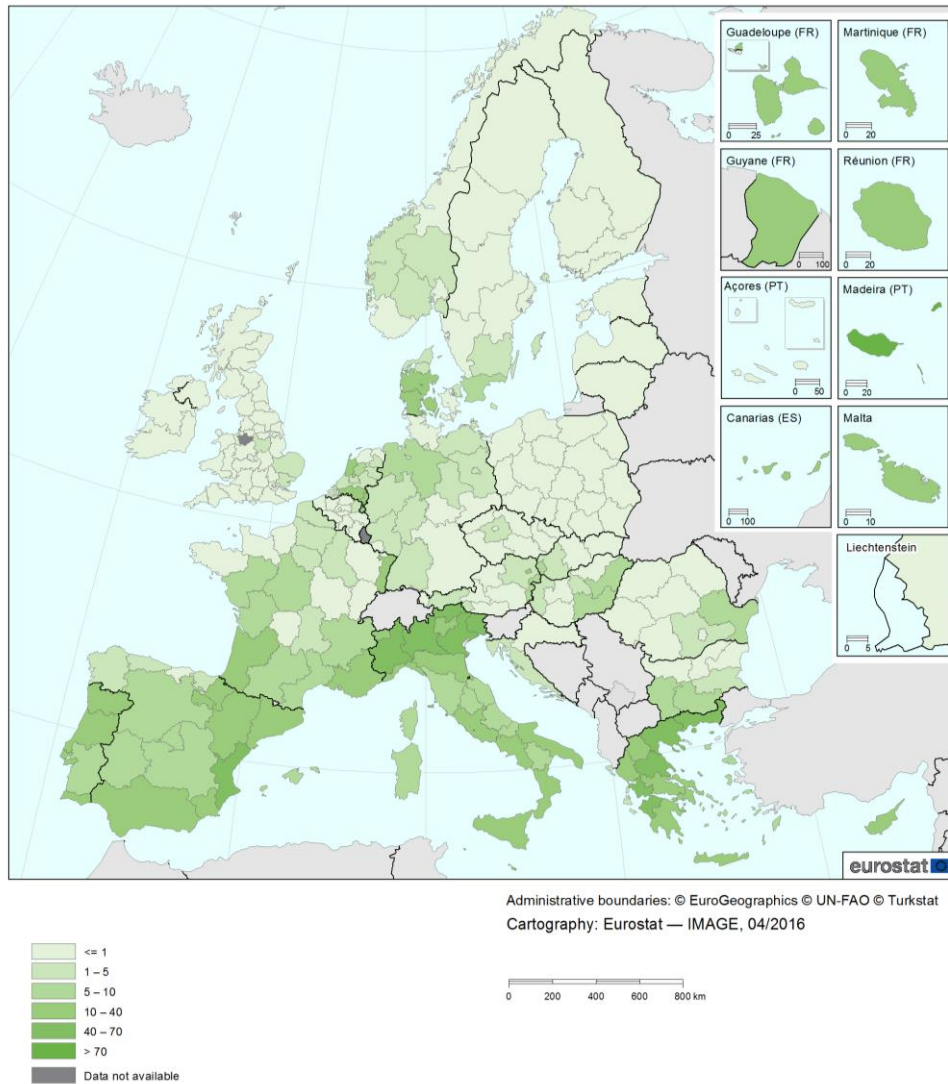 Guadeloupe (FR)
0 25
Martinique (FR)
0 20
Guyane (FR)
0 100
Réunion (FR)
0 20
Açores (PT)
0 50
Madeira (PT)
0 20
Canarias (ES)
0 100
Malta
0 10
Liechtenstein
0 5
eurostat
Administrative boundaries: © EuroGeographics © UN-FAO © Turkstat
Cartography: Eurostat — IMAGE, 04/2016
<= 1
1 – 5
5 – 10
10 – 40
40 – 70
> 70
Data not available
0 200 400 600 800 km